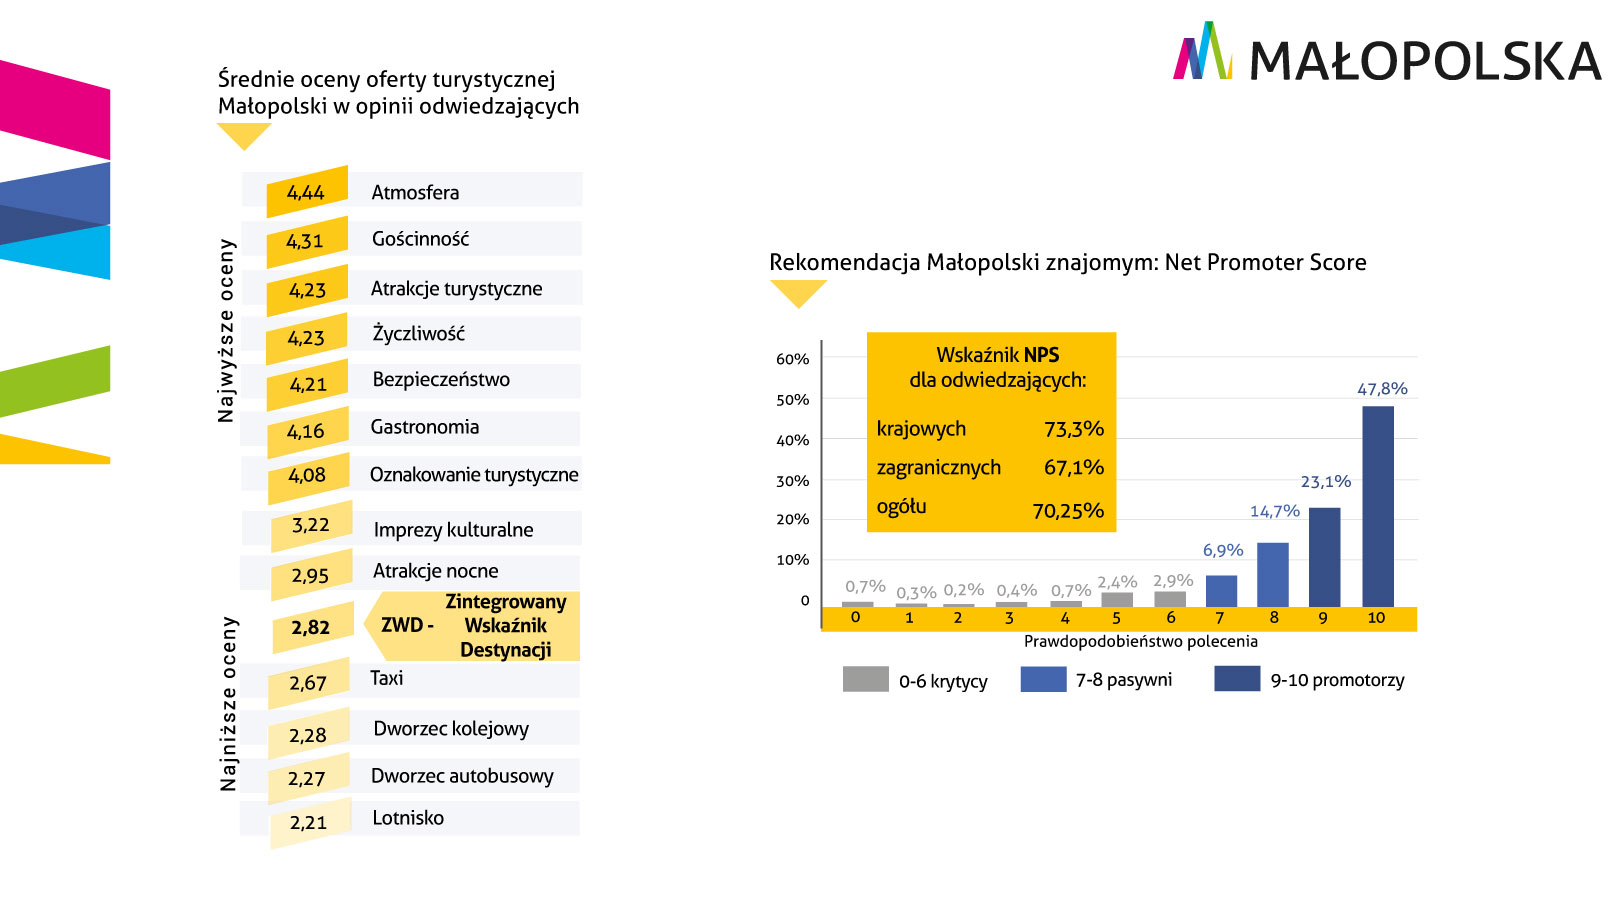 MAŁOPOLSKA
Średnie oceny oferty turystycznej
Małopolski w opinii odwiedzających
Najwyższe oceny
4,44 Atmosfera
4,31 Gościnność
4,23 Atrakcje turystyczne
4,23 Życzliwość
4,21 Bezpieczeństwo
4,16 Gastronomia
4,08 Oznakowanie turystyczne
3,22 Imprezy kulturalne
2,95 Atrakcje nocne
2,82 ZWD - Zintegrowany
Wskaźnik
Destynacji
Najniższe oceny
2,67 Taxi
2,28 Dworzec kolejowy
2,27 Dworzec autobusowy
2,21 Lotnisko
Rekomendacja Małopolski znajomym: Net Promoter Score
Wskaźnik NPS
dla odwiedzających:
krajowych 73,3%
zagranicznych 67,1%
ogółu 70,25%
60%
50%
40%
30%
20%
10%
0
0,7% 0,3% 0,2% 0,4% 0,7% 2,4% 2,9% 6,9% 14,7% 23,1% 47,8%
0 1 2 3 4 5 6 7 8 9 10
Prawdopodobieństwo polecenia
0-6 krytycy 7-8 pasywni 9-10 promotorzy